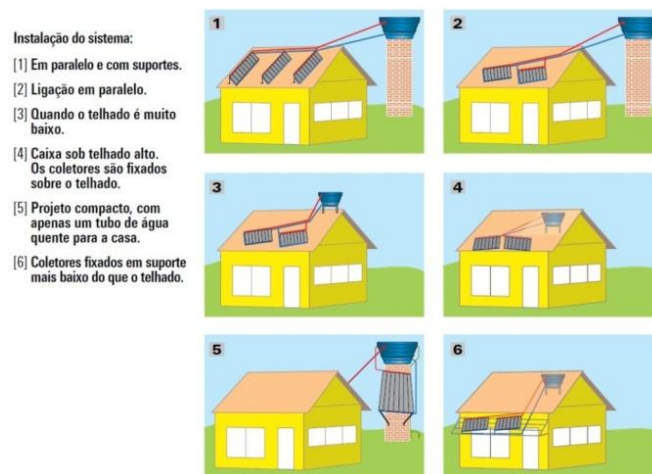 Instalação do sistema:
[1] Em paralelo e com suportes.
[2] Ligação em paralelo.
[3] Quando o telhado é muito
baixo.
[4] Caixa sob telhado alto.
Os coletores são fixados
sobre o telhado.
[5] Projeto compacto, com
apenas um tubo de água
quente para a casa.
[6] Coletores fixados em suporte
mais baixo do que o telhado.
1
2
3
4
5
6